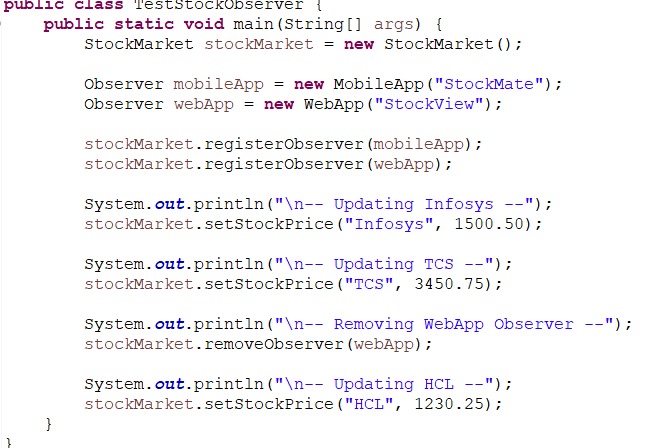 public class TestStockObserver {
    public static void main(String[] args) {
        StockMarket stockMarket = new StockMarket();

        Observer mobileApp = new MobileApp("StockMate");
        Observer webApp = new WebApp("StockView");

        stockMarket.registerObserver(mobileApp);
        stockMarket.registerObserver(webApp);

        System.out.println("\n-- Updating Infosys --");
        stockMarket.setStockPrice("Infosys", 1500.50);

        System.out.println("\n-- Updating TCS --");
        stockMarket.setStockPrice("TCS", 3450.75);

        System.out.println("\n-- Removing WebApp Observer --");
        stockMarket.removeObserver(webApp);

        System.out.println("\n-- Updating HCL --");
        stockMarket.setStockPrice("HCL", 1230.25);
    }
}